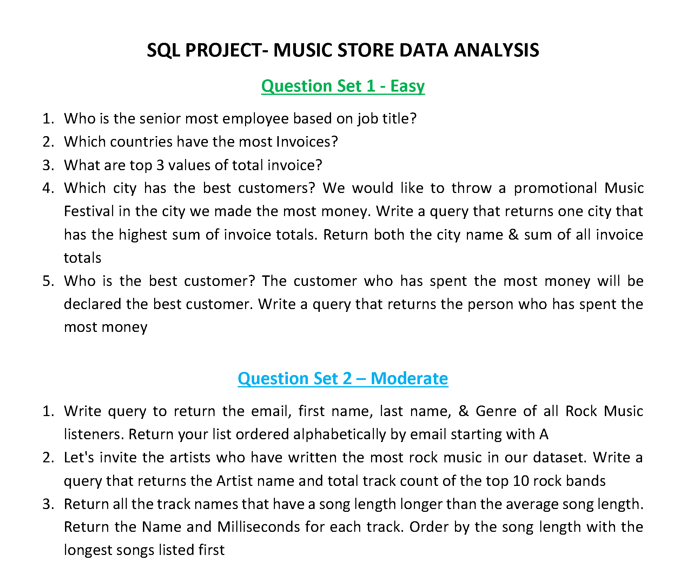 SQL PROJECT- MUSIC STORE DATA ANALYSIS
Question Set 1 - Easy
1. Who is the senior most employee based on job title?
2. Which countries have the most Invoices?
3. What are top 3 values of total invoice?
4. Which city has the best customers? We would like to throw a promotional Music
Festival in the city we made the most money. Write a query that returns one city that
has the highest sum of invoice totals. Return both the city name & sum of all invoice
totals
5. Who is the best customer? The customer who has spent the most money will be
declared the best customer. Write a query that returns the person who has spent the
most money
Question Set 2 – Moderate
1. Write query to return the email, first name, last name, & Genre of all Rock Music
listeners. Return your list ordered alphabetically by email starting with A
2. Let's invite the artists who have written the most rock music in our dataset. Write a
query that returns the Artist name and total track count of the top 10 rock bands
3. Return all the track names that have a song length longer than the average song length.
Return the Name and Milliseconds for each track. Order by the song length with the
longest songs listed first